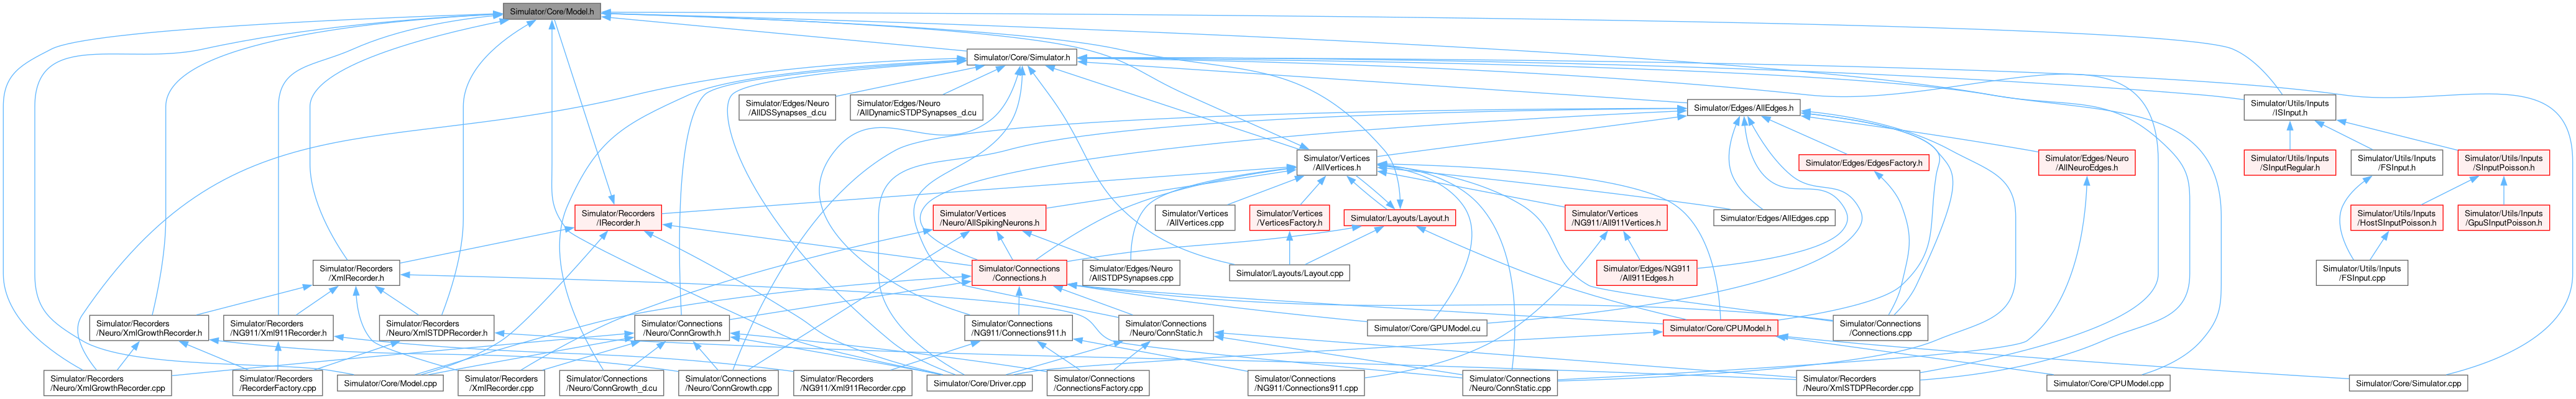 Simulator/Core/Model.h
Simulator/Core/Simulator.h
Simulator/Edges/Neuro
/AllDSSynapses_d.cu
Simulator/Edges/Neuro
/AllDynamicSTDPSynapses_d.cu
Simulator/Edges/AllEdges.h
Simulator/Utils/Inputs
/ISInput.h
Simulator/Vertices
/AllVertices.h
Simulator/Edges/EdgesFactory.h
Simulator/Edges/Neuro
/AllNeuroEdges.h
Simulator/Utils/Inputs
/SInputRegular.h
Simulator/Utils/Inputs
/FSInput.h
Simulator/Utils/Inputs
/SInputPoisson.h
Simulator/Recorders
/IRecorder.h
Simulator/Vertices
/Neuro/AllSpikingNeurons.h
Simulator/Vertices
/AllVertices.cpp
Simulator/Vertices
/VerticesFactory.h
Simulator/Layouts/Layout.h
Simulator/Vertices
/NG911/All911Vertices.h
Simulator/Edges/AllEdges.cpp
Simulator/Utils/Inputs
/HostSInputPoisson.h
Simulator/Utils/Inputs
/GpuSInputPoisson.h
Simulator/Recorders
/XmlRecorder.h
Simulator/Connections
/Connections.h
Simulator/Edges/Neuro
/AllSTDPSynapses.cpp
Simulator/Layouts/Layout.cpp
Simulator/Edges/NG911
/All911Edges.h
Simulator/Utils/Inputs
/FSInput.cpp
Simulator/Recorders
/Neuro/XmlGrowthRecorder.h
Simulator/Recorders
/NG911/Xml911Recorder.h
Simulator/Recorders
/Neuro/XmlSTDPRecorder.h
Simulator/Connections
/Neuro/ConnGrowth.h
Simulator/Connections
/NG911/Connections911.h
Simulator/Connections
/Neuro/ConnStatic.h
Simulator/Core/GPUModel.cu
Simulator/Core/CPUModel.h
Simulator/Connections
/Connections.cpp
Simulator/Recorders
/Neuro/XmlGrowthRecorder.cpp
Simulator/Recorders
/RecorderFactory.cpp
Simulator/Core/Model.cpp
Simulator/Recorders
/XmlRecorder.cpp
Simulator/Connections
/Neuro/ConnGrowth_d.cu
Simulator/Connections
/Neuro/ConnGrowth.cpp
Simulator/Recorders
/NG911/Xml911Recorder.cpp
Simulator/Core/Driver.cpp
Simulator/Connections
/ConnectionsFactory.cpp
Simulator/Connections
/NG911/Connections911.cpp
Simulator/Connections
/Neuro/ConnStatic.cpp
Simulator/Recorders
/Neuro/XmlSTDPRecorder.cpp
Simulator/Core/CPUModel.cpp
Simulator/Core/Simulator.cpp